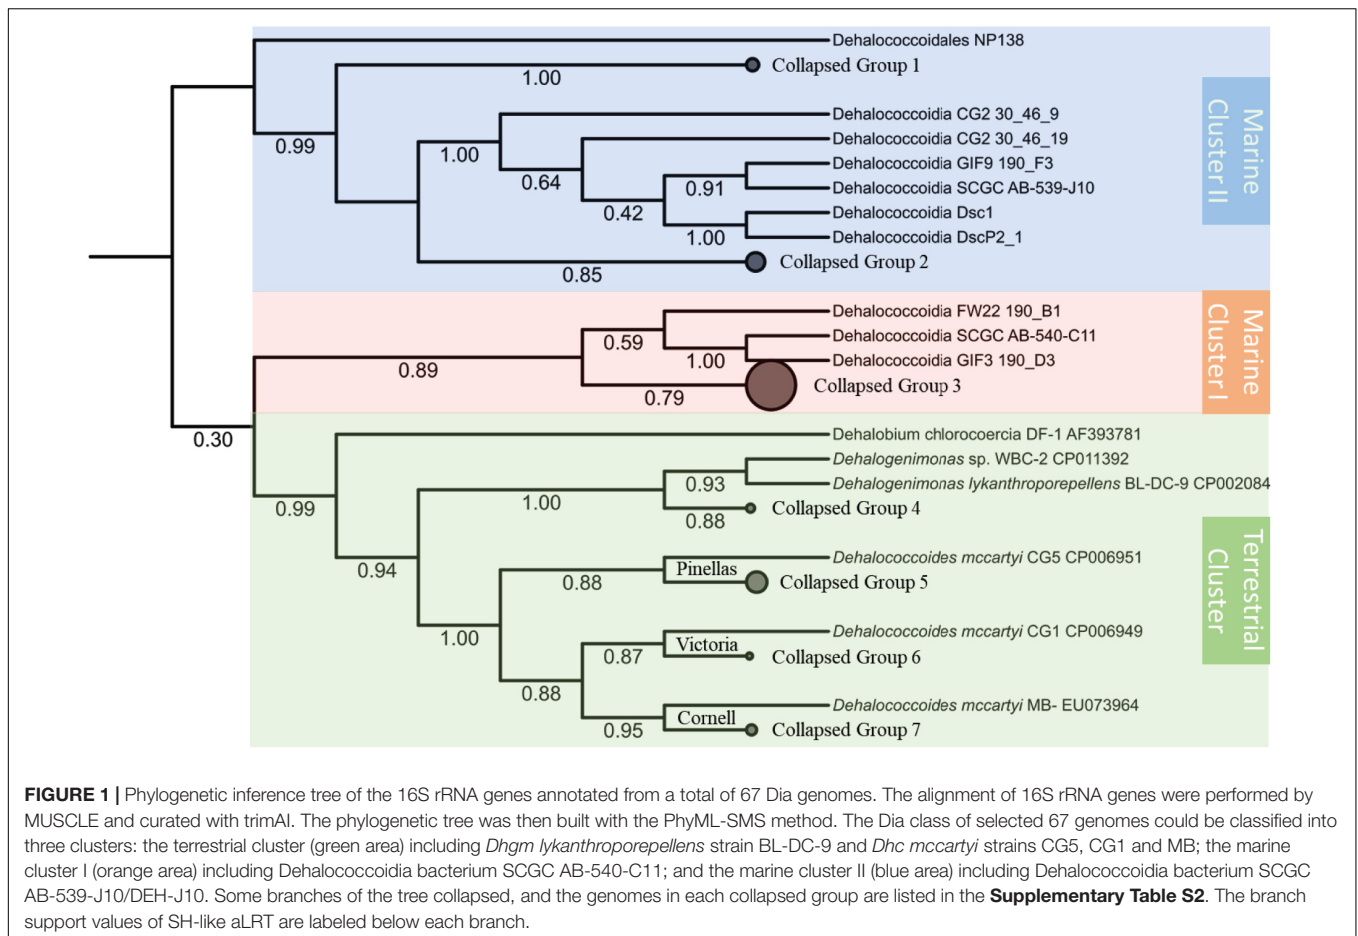 Dehalococcoidales NP138
Collapsed Group 1
1.00
Dehalococcoidia CG2 30_46_9
0.99
Dehalococcoidia CG2 30_46_19
1.00
Dehalococcoidia GIF9 190_F3
0.64
0.91
Dehalococcoidia SCGC AB-539-J10
0.42
Dehalococcoidia Dsc1
1.00
Dehalococcoidia DscP2_1
0.85
Collapsed Group 2
Marine
Cluster II
Dehalococcoidia FW22 190_B1
0.59
Dehalococcoidia SCGC AB-540-C11
1.00
Dehalococcoidia GIF3 190_D3
0.89
Collapsed Group 3
0.79
Marine
Cluster I
0.30
Dehalobium chlorocoercia DF-1 AF393781
Dehalogenimonas sp. WBC-2 CP011392
0.93
Dehalogenimonas lykanthroporepellens BL-DC-9 CP002084
1.00
0.99
Collapsed Group 4
0.88
Dehalococcoides mccartyi CG5 CP006951
0.94
Pinellas
0.88
Collapsed Group 5
Dehalococcoides mccartyi CG1 CP006949
1.00
Victoria
0.87
Collapsed Group 6
0.88
Dehalococcoides mccartyi MB- EU073964
Cornell
0.95
Collapsed Group 7
Terrestrial
Cluster
FIGURE 1 | Phylogenetic inference tree of the 16S rRNA genes annotated from a total of 67 Dia genomes. The alignment of 16S rRNA genes were performed by
MUSCLE and curated with trimAI. The phylogenetic tree was then built with the PhyML-SMS method. The Dia class of selected 67 genomes could be classified into
three clusters: the terrestrial cluster (green area) including Dhgm lykanthroporepellens strain BL-DC-9 and Dhc mccartyi strains CG5, CG1 and MB; the marine
cluster I (orange area) including Dehalococcoidia bacterium SCGC AB-540-C11; and the marine cluster II (blue area) including Dehalococcoidia bacterium SCGC
AB-539-J10/DEH-J10. Some branches of the tree collapsed, and the genomes in each collapsed group are listed in the Supplementary Table S2. The branch
support values of SH-like aLRT are labeled below each branch.